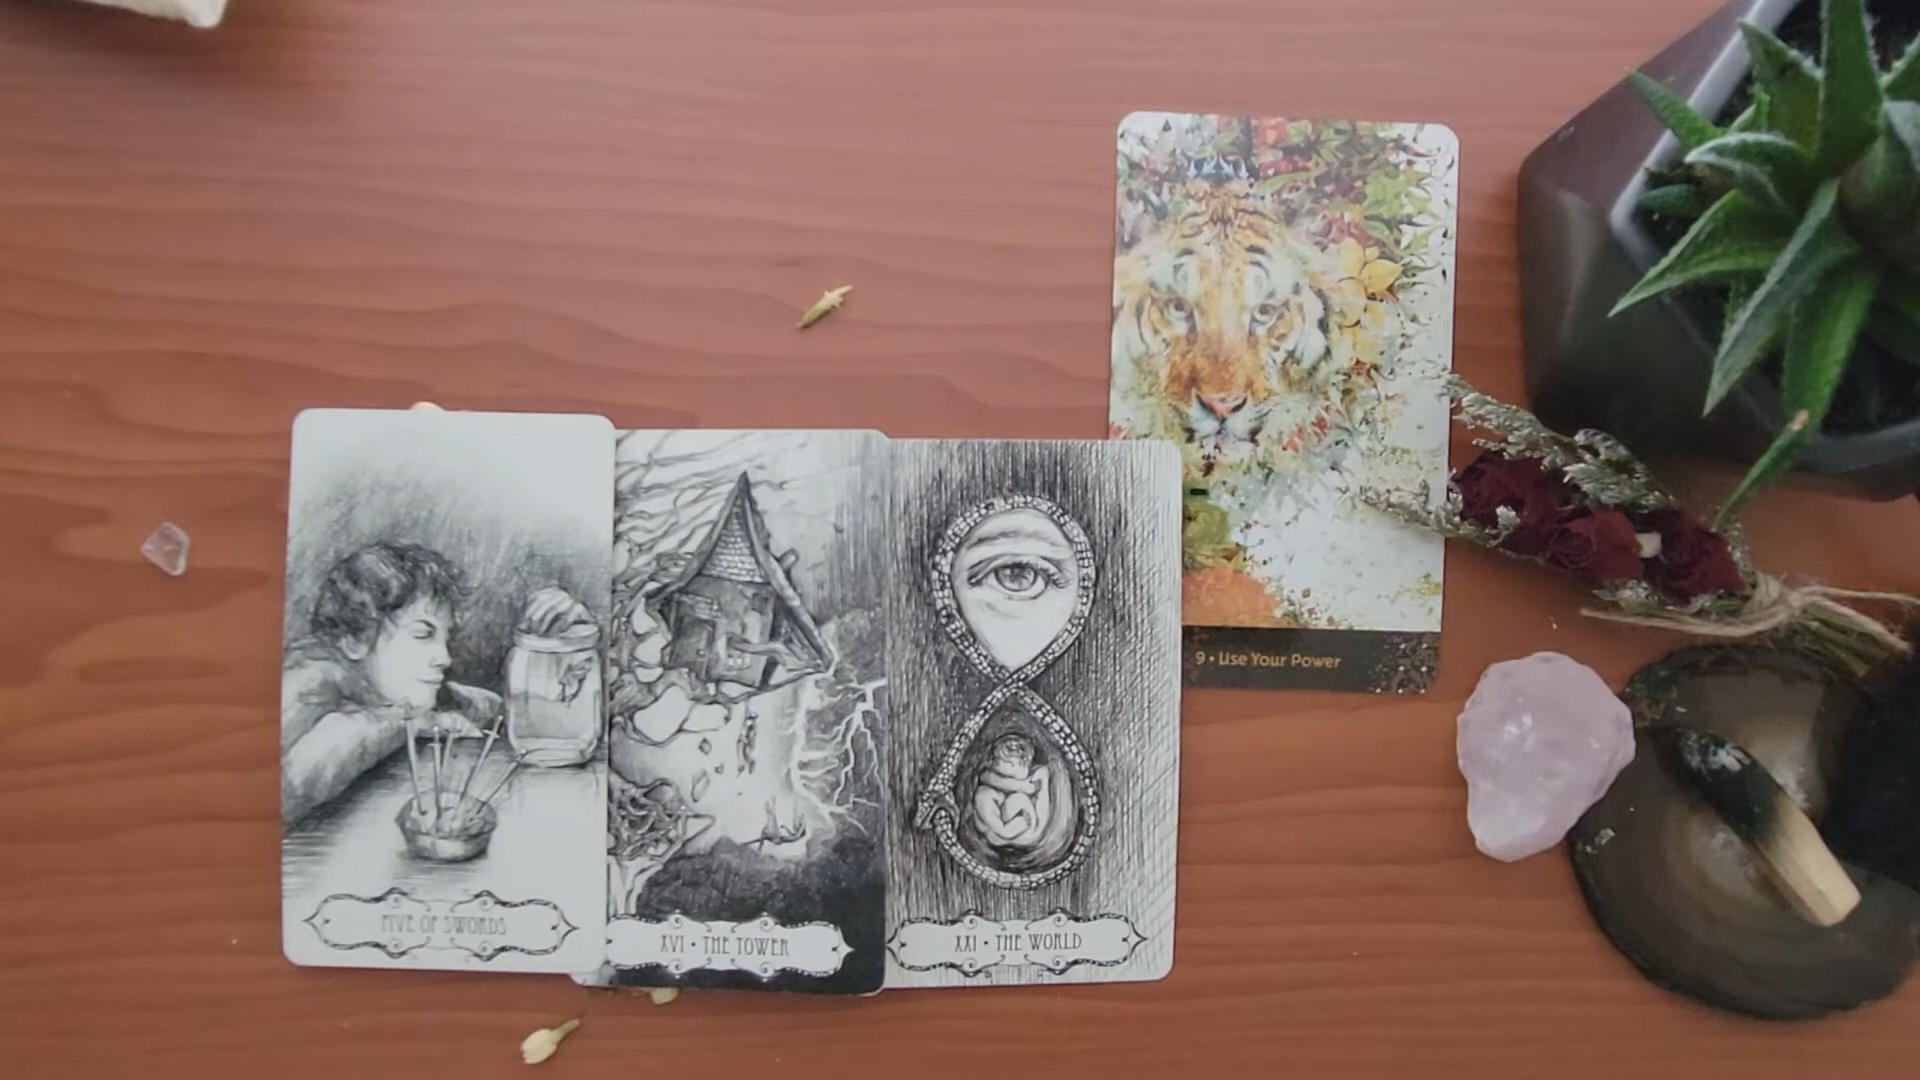 9 • Use Your Power
FIVE OF SWORDS
XVI • THE TOWER
XXI • THE WORLD